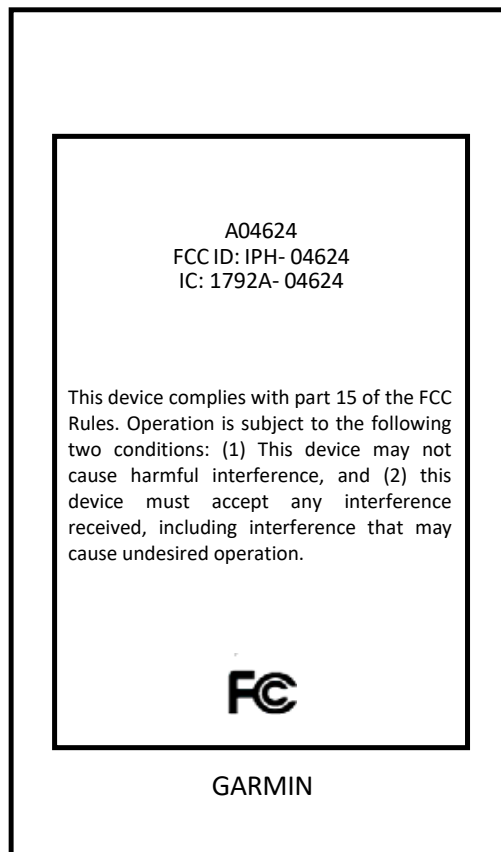 A04624
FCC ID: IPH- 04624
IC: 1792A- 04624
This device complies with part 15 of the FCC
Rules. Operation is subject to the following
two conditions: (1) This device may not
cause harmful interference, and (2) this
device must accept any interference
received, including interference that may
cause undesired operation.
FC
GARMIN